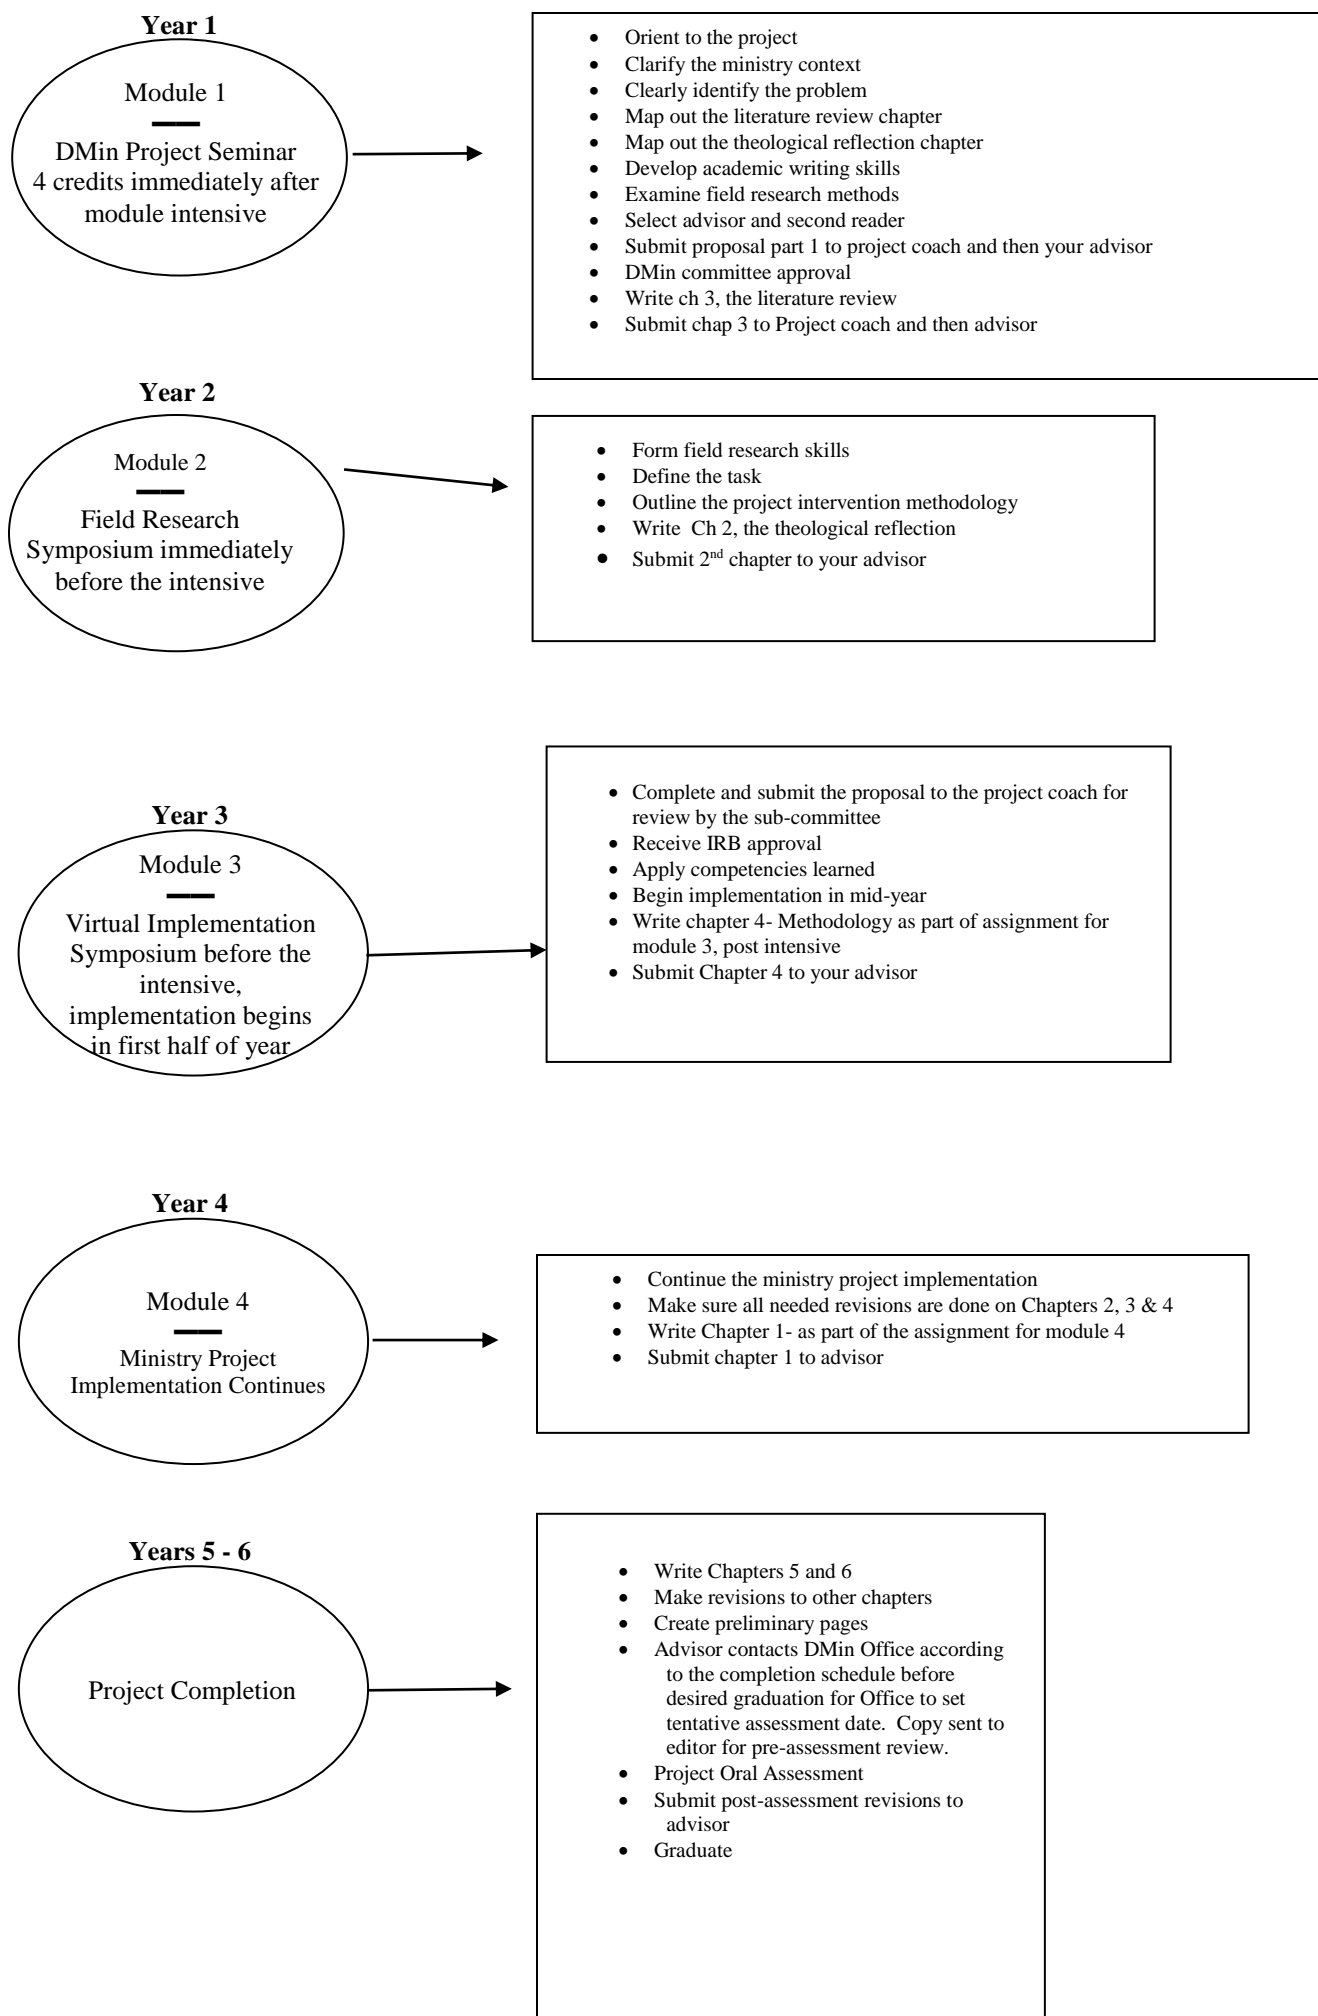 Year 1
Module 1
DMin Project Seminar
4 credits immediately after
module intensive
• Orient to the project
• Clarify the ministry context
• Clearly identify the problem
• Map out the literature review chapter
• Map out the theological reflection chapter
• Develop academic writing skills
• Examine field research methods
• Select advisor and second reader
• Submit proposal part 1 to project coach and then your advisor
• DMin committee approval
• Write ch 3, the literature review
• Submit chap 3 to Project coach and then advisor
Year 2
Module 2
Field Research
Symposium immediately
before the intensive
• Form field research skills
• Define the task
• Outline the project intervention methodology
• Write  Ch 2, the theological reflection
• Submit 2nd chapter to your advisor
Year 3
Module 3
Virtual Implementation
Symposium before the
intensive,
implementation begins
in first half of year
• Complete and submit the proposal to the project coach for
review by the sub-committee
• Receive IRB approval
• Apply competencies learned
• Begin implementation in mid-year
• Write chapter 4- Methodology as part of assignment for
module 3, post intensive
• Submit Chapter 4 to your advisor
Year 4
Module 4
Ministry Project
Implementation Continues
• Continue the ministry project implementation
• Make sure all needed revisions are done on Chapters 2, 3 & 4
• Write Chapter 1- as part of the assignment for module 4
• Submit chapter 1 to advisor
Years 5 - 6
Project Completion
• Write Chapters 5 and 6
• Make revisions to other chapters
• Create preliminary pages
• Advisor contacts DMin Office according
to the completion schedule before
desired graduation for Office to set
tentative assessment date.  Copy sent to
editor for pre-assessment review.
• Project Oral Assessment
• Submit post-assessment revisions to
advisor
• Graduate